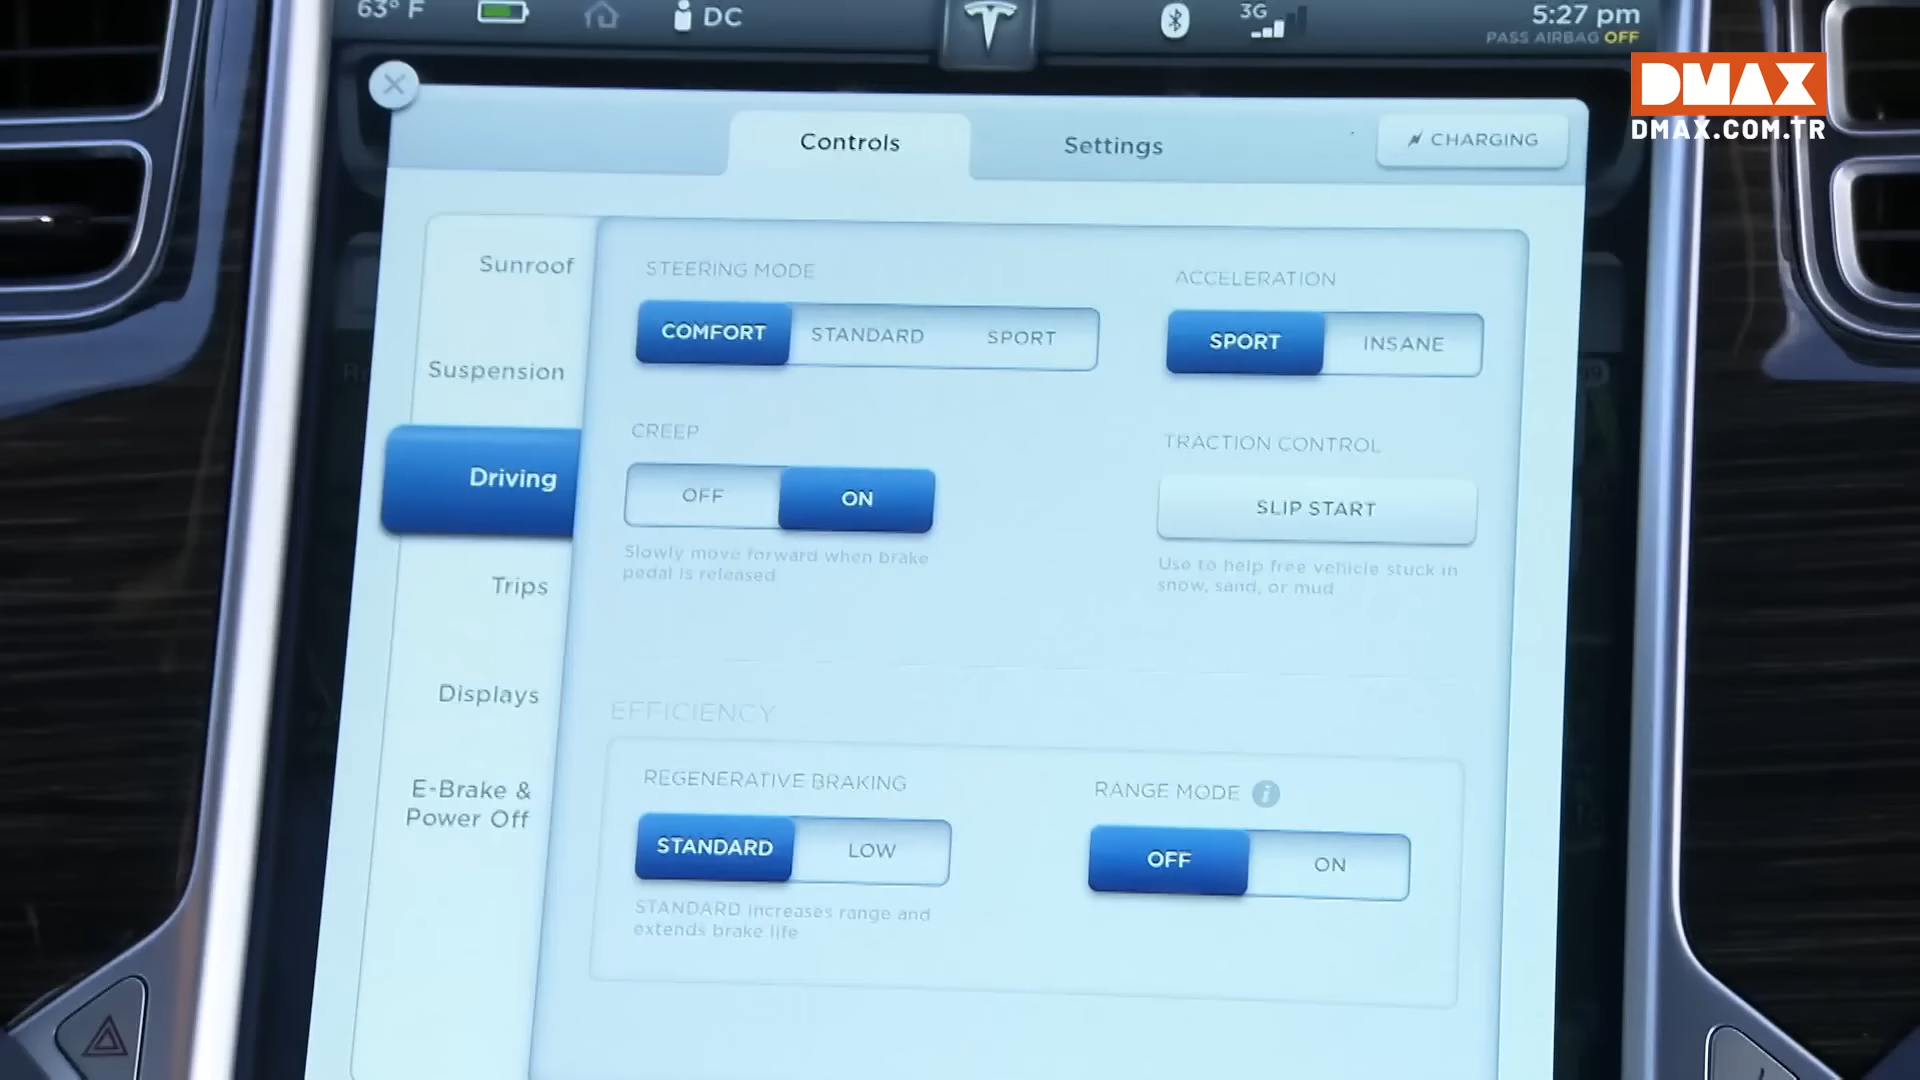 63° F
DC
3G
5:27 pm
PASS AIRBAG OFF
DMAX
DMAX.COM.TR
Controls
Settings
CHARGING
Sunroof
Suspension
Driving
Trips
Displays
E-Brake &
Power Off
STEERING MODE
COMFORT
STANDARD
SPORT
ACCELERATION
SPORT
INSANE
CREEP
OFF
ON
Slowly move forward when brake
pedal is released
TRACTION CONTROL
SLIP START
Use to help free vehicle stuck in
snow, sand, or mud
EFFICIENCY
REGENERATIVE BRAKING
STANDARD
LOW
STANDARD increases range and
extends brake life
RANGE MODE
OFF
ON